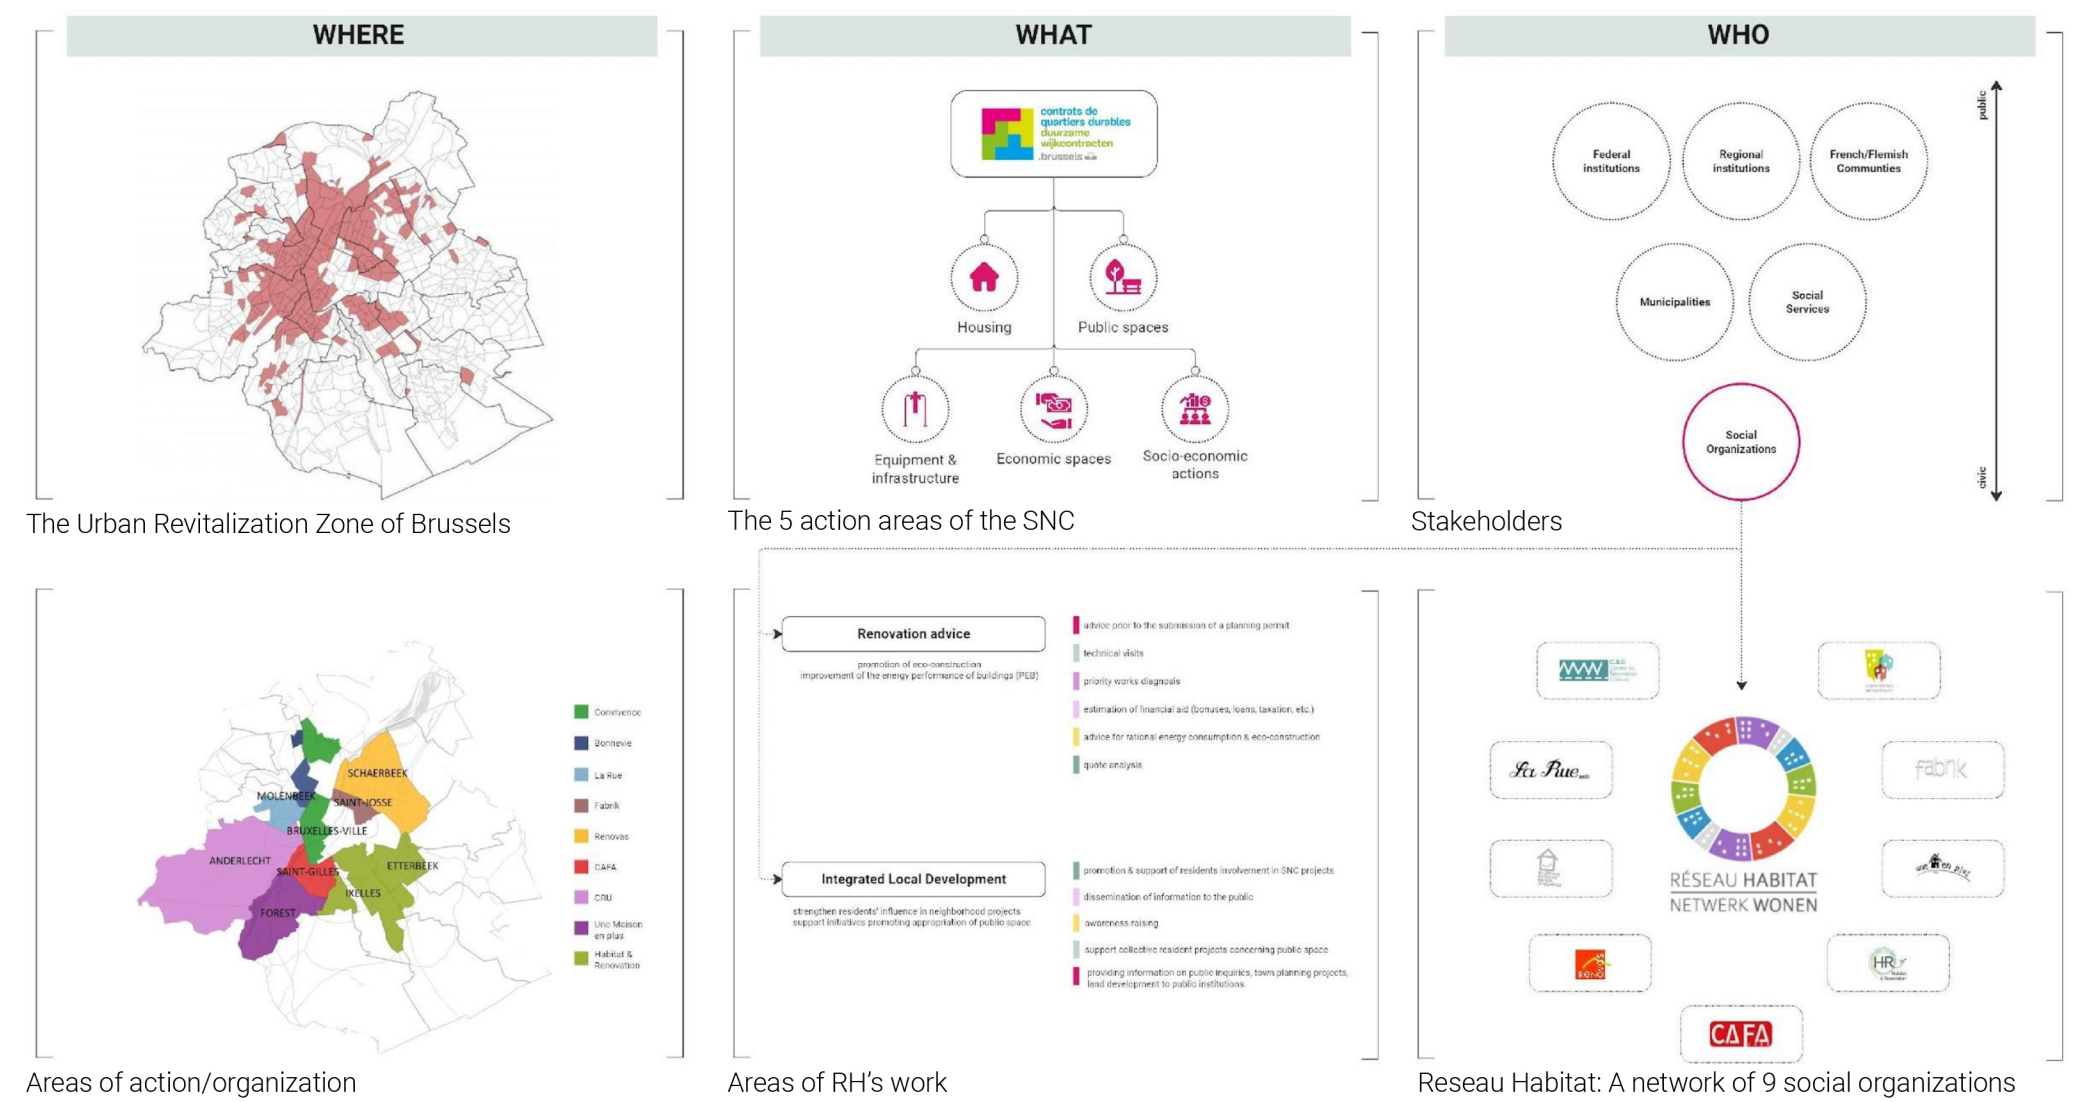 WHERE
WHAT
WHO
contrats de
quartiers durables
duurzame
wijkcontracten
.brussels
Housing
Public spaces
Equipment &
infrastructure
Economic spaces
Socio-economic
actions
public
Federal
institutions
Regional
institutions
French/Flemish
Communties
Municipalities
Social
Services
Social
Organizations
civic
The Urban Revitalization Zone of Brussels
The 5 action areas of the SNC
Stakeholders
SCHAERBEEK
MOLENBEEK
SAINT-JOSSE
BRUXELLES-VILLE
ANDERLECHT
SAINT-GILLES
ETTERBEEK
IXELLES
FOREST
Convivence
Bonnevie
La Rue
Fabrik
Renovas
CAFA
CRU
Une Maison
en plus
Habitat &
Renovation
Renovation advice
promotion of eco-construction
improvement of the energy performance of buildings (PEB)
advice prior to the submission of a planning permit
technical visits
priority works diagnosis
estimation of financial aid (bonuses, loans, taxation, etc.)
advice for rational energy consumption & eco-construction
quote analysis
Integrated Local Development
strengthen residents' influence in neighborhood projects
support initiatives promoting appropriation of public space
promotion & support of residents involvement in SNC projects
dissemination of information to the public
awareness raising
support collective resident projects concerning public space
providing information on public inquiries, town planning projects,
land development to public institutions
La Rue
fabrik
RÉSEAU HABITAT
NETWERK WONEN
une en plus
RENOVAS
HR
CAFA
Areas of action/organization
Areas of RH's work
Reseau Habitat: A network of 9 social organizations